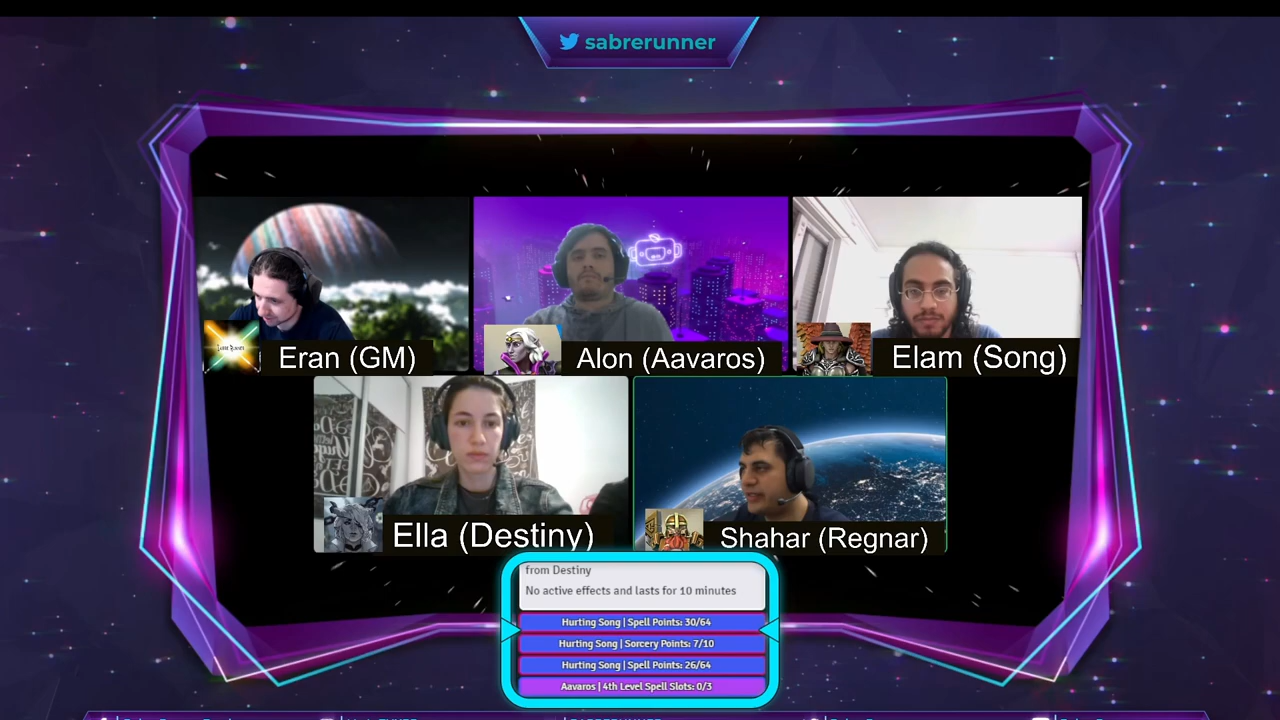 sabrerunner
Eran (GM)
Alon (Aavaros)
Elam (Song)
Ella (Destiny)
Shahar (Regnar)
from Destiny
No active effects and lasts for 10 minutes
Hurting Song | Spell Points: 30/64
Hurting Song | Sorcery Points: 7/10
Hurting Song | Spell Points: 26/64
Aavaros | 4th Level Spell Slots: 0/3